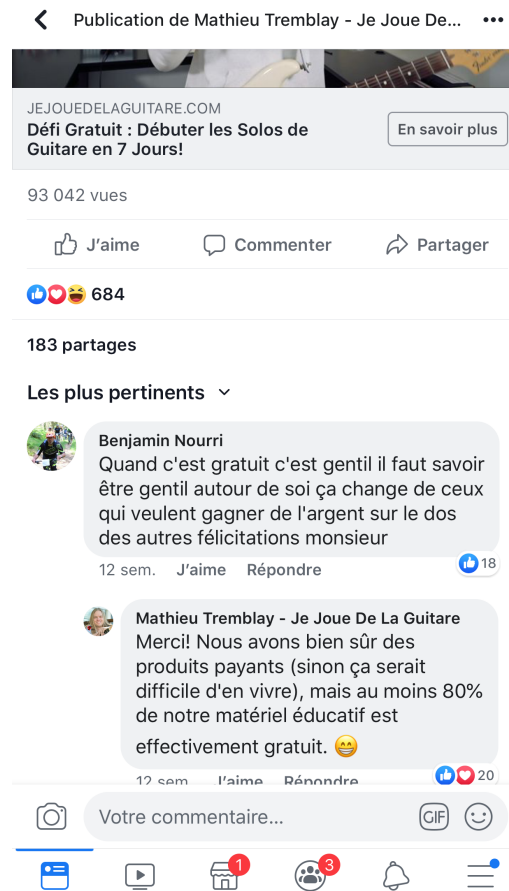 Publication de Mathieu Tremblay - Je Joue De...
JEJOUEDELAGUITARE.COM
Défi Gratuit : Débuter les Solos de
Guitare en 7 Jours!
En savoir plus
93 042 vues
J'aime
Commenter
Partager
684
183 partages
Les plus pertinents
Benjamin Nourri
Quand c'est gratuit c'est gentil il faut savoir
être gentil autour de soi ça change de ceux
qui veulent gagner de l'argent sur le dos
des autres félicitations monsieur
18
12 sem. J'aime Répondre
Mathieu Tremblay - Je Joue De La Guitare
Merci! Nous avons bien sûr des
produits payants (sinon ça serait
difficile d'en vivre), mais au moins 80%
de notre matériel éducatif est
effectivement gratuit. 😁
20
12 sem. J'aime Répondre
Votre commentaire...
GIF
1
3